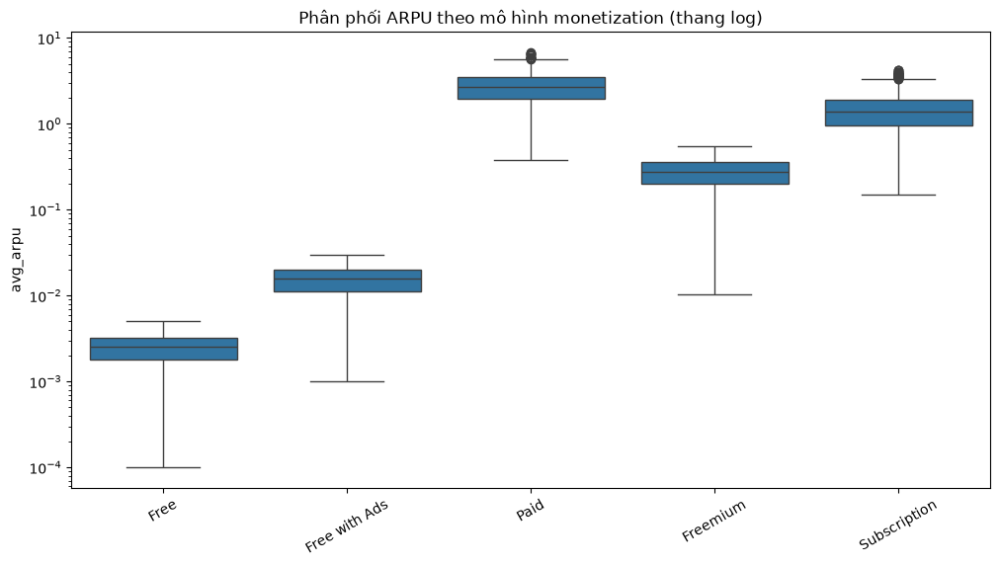 Phân phối ARPU theo mô hình monetization (thang log)
avg_arpu
10¹
10⁰
10⁻¹
10⁻²
10⁻³
10⁻⁴
Free
Free with Ads
Paid
Freemium
Subscription